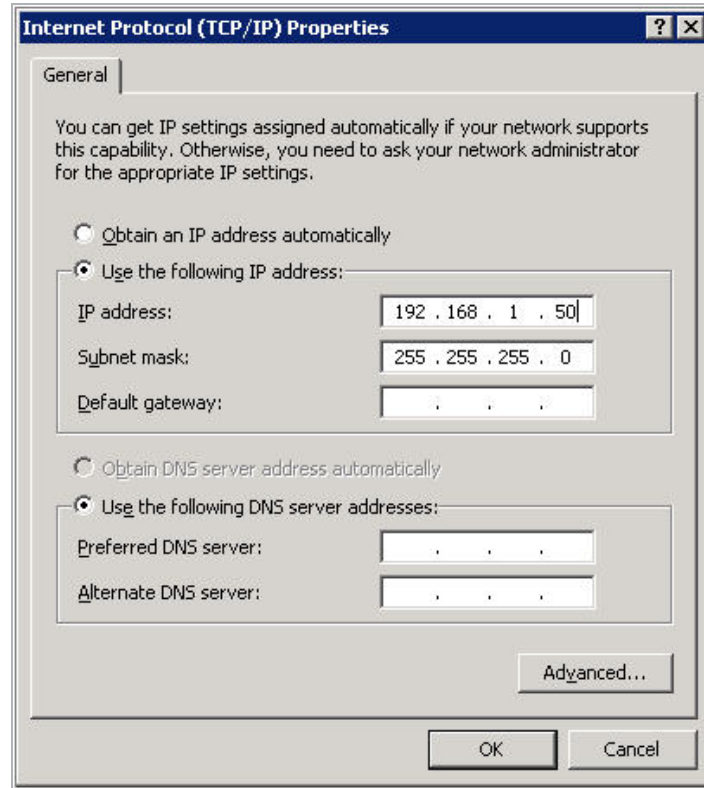 Internet Protocol (TCP/IP) Properties
General
You can get IP settings assigned automatically if your network supports
this capability. Otherwise, you need to ask your network administrator
for the appropriate IP settings.
Obtain an IP address automatically
Use the following IP address:
IP address: 192 . 168 . 1 . 50
Subnet mask: 255 . 255 . 255 . 0
Default gateway: . . .
Obtain DNS server address automatically
Use the following DNS server addresses:
Preferred DNS server: . . .
Alternate DNS server: . . .
Advanced...
OK Cancel